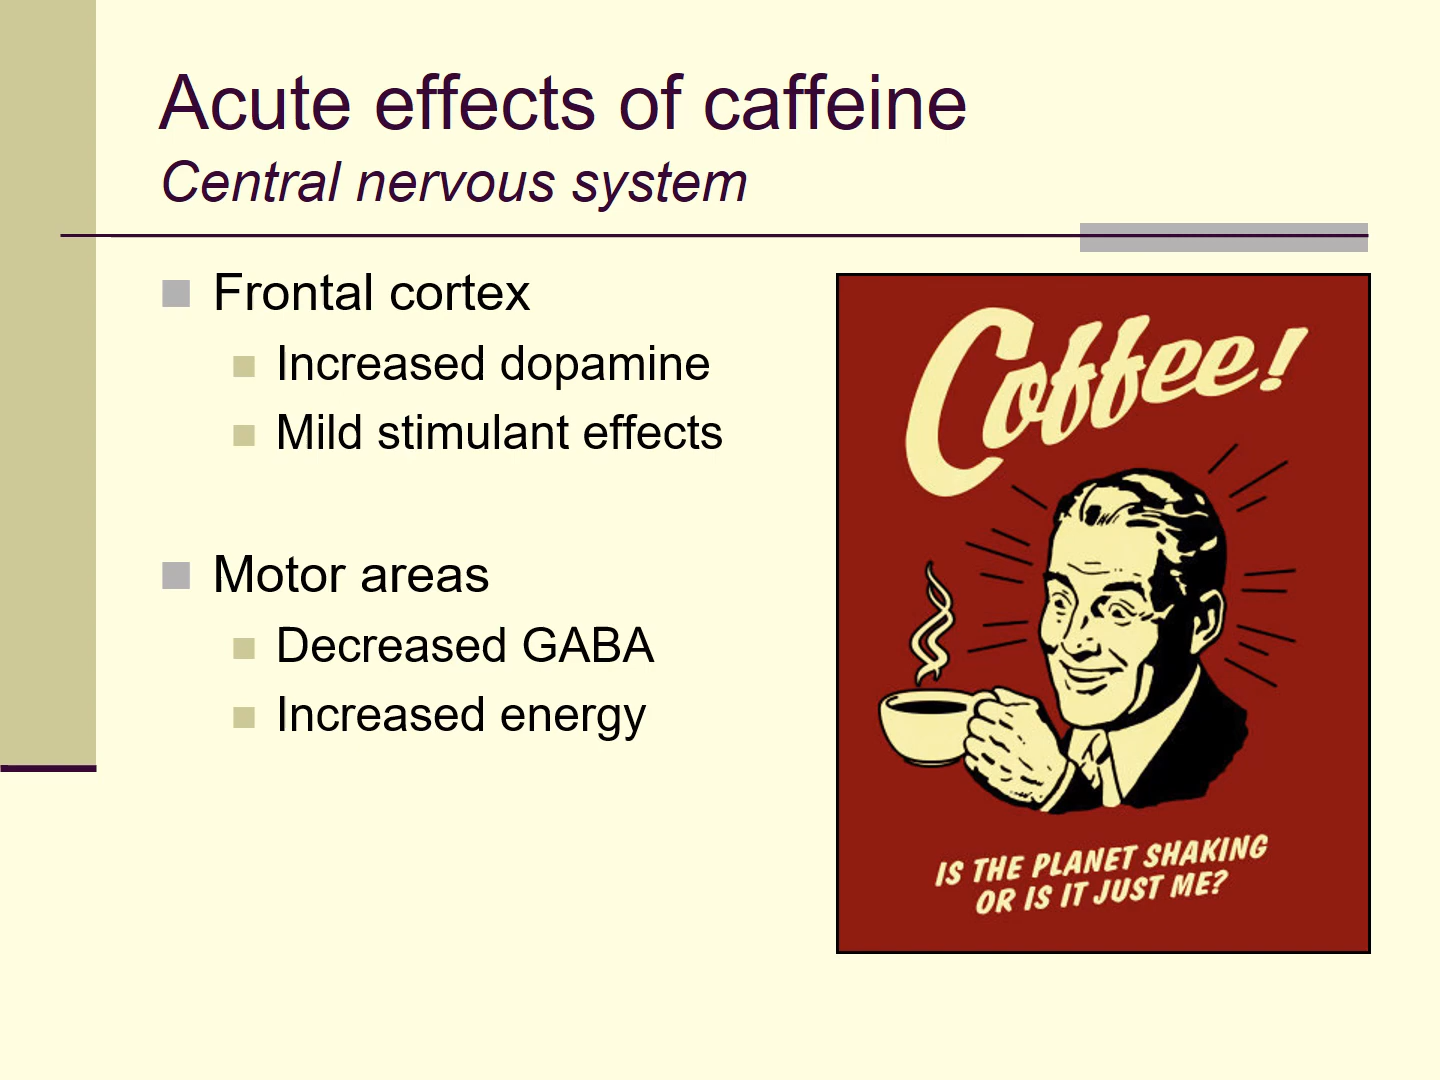 Acute effects of caffeine
Central nervous system
Frontal cortex
Increased dopamine
Mild stimulant effects
Motor areas
Decreased GABA
Increased energy
Coffee!
IS THE PLANET SHAKING
OR IS IT JUST ME?